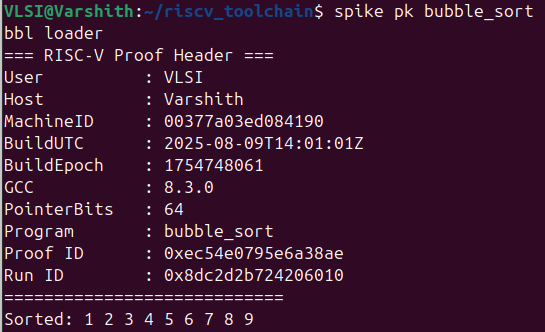 VLSI@Varshith:~/riscv_toolchain$ spike pk bubble_sort
bbl loader
=== RISC-V Proof Header ===
User          : VLSI
Host          : Varshith
MachineID     : 00377a03ed084190
BuildUTC      : 2025-08-09T14:01:01Z
BuildEpoch    : 1754748061
GCC           : 8.3.0
PointerBits   : 64
Program       : bubble_sort
Proof ID      : 0xec54e0795e6a38ae
Run ID        : 0x8dc2d2b724206010
============================
Sorted: 1 2 3 4 5 6 7 8 9